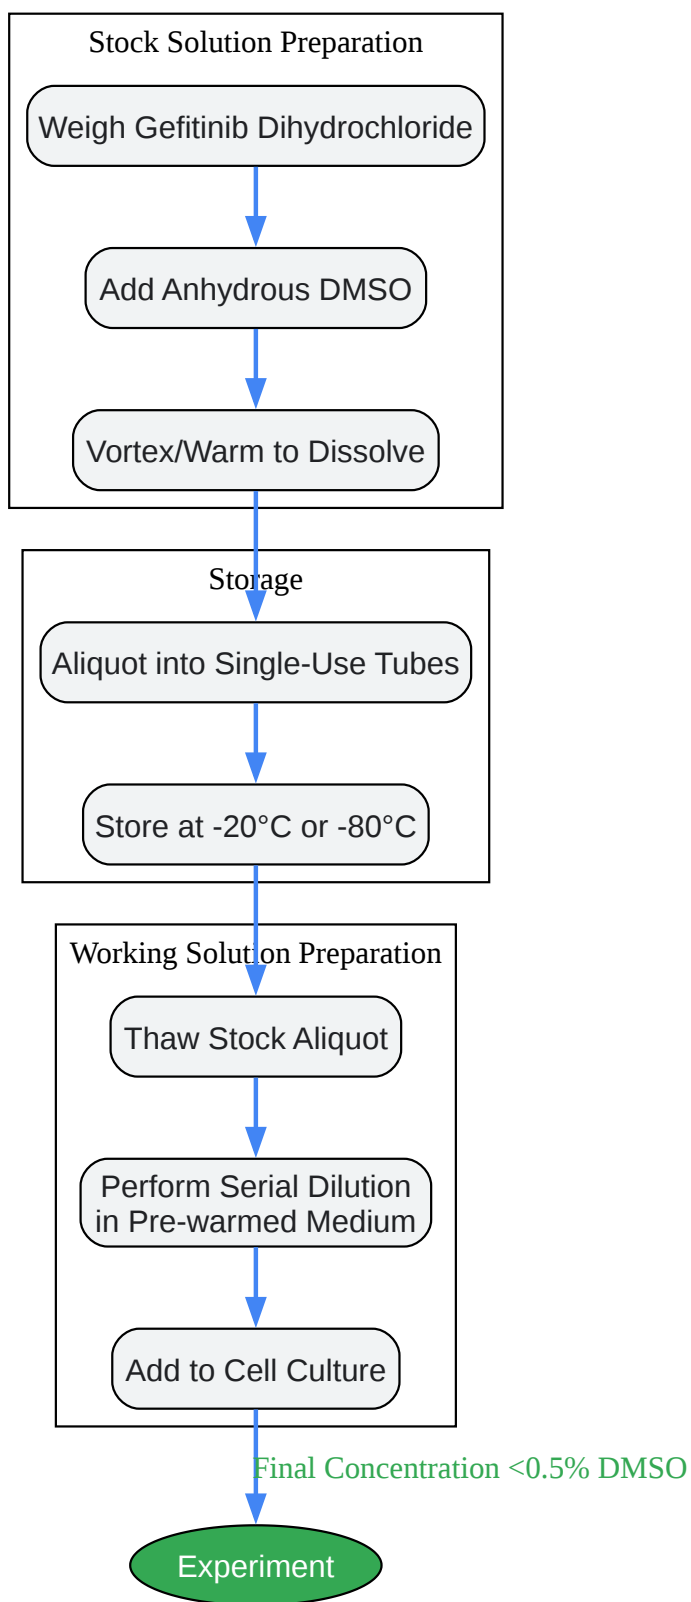 Stock Solution Preparation
Weigh Gefitinib Dihydrochloride
Add Anhydrous DMSO
Vortex/Warm to Dissolve
Storage
Aliquot into Single-Use Tubes
Store at -20°C or -80°C
Working Solution Preparation
Thaw Stock Aliquot
Perform Serial Dilution
in Pre-warmed Medium
Add to Cell Culture
Final Concentration <0.5% DMSO
Experiment